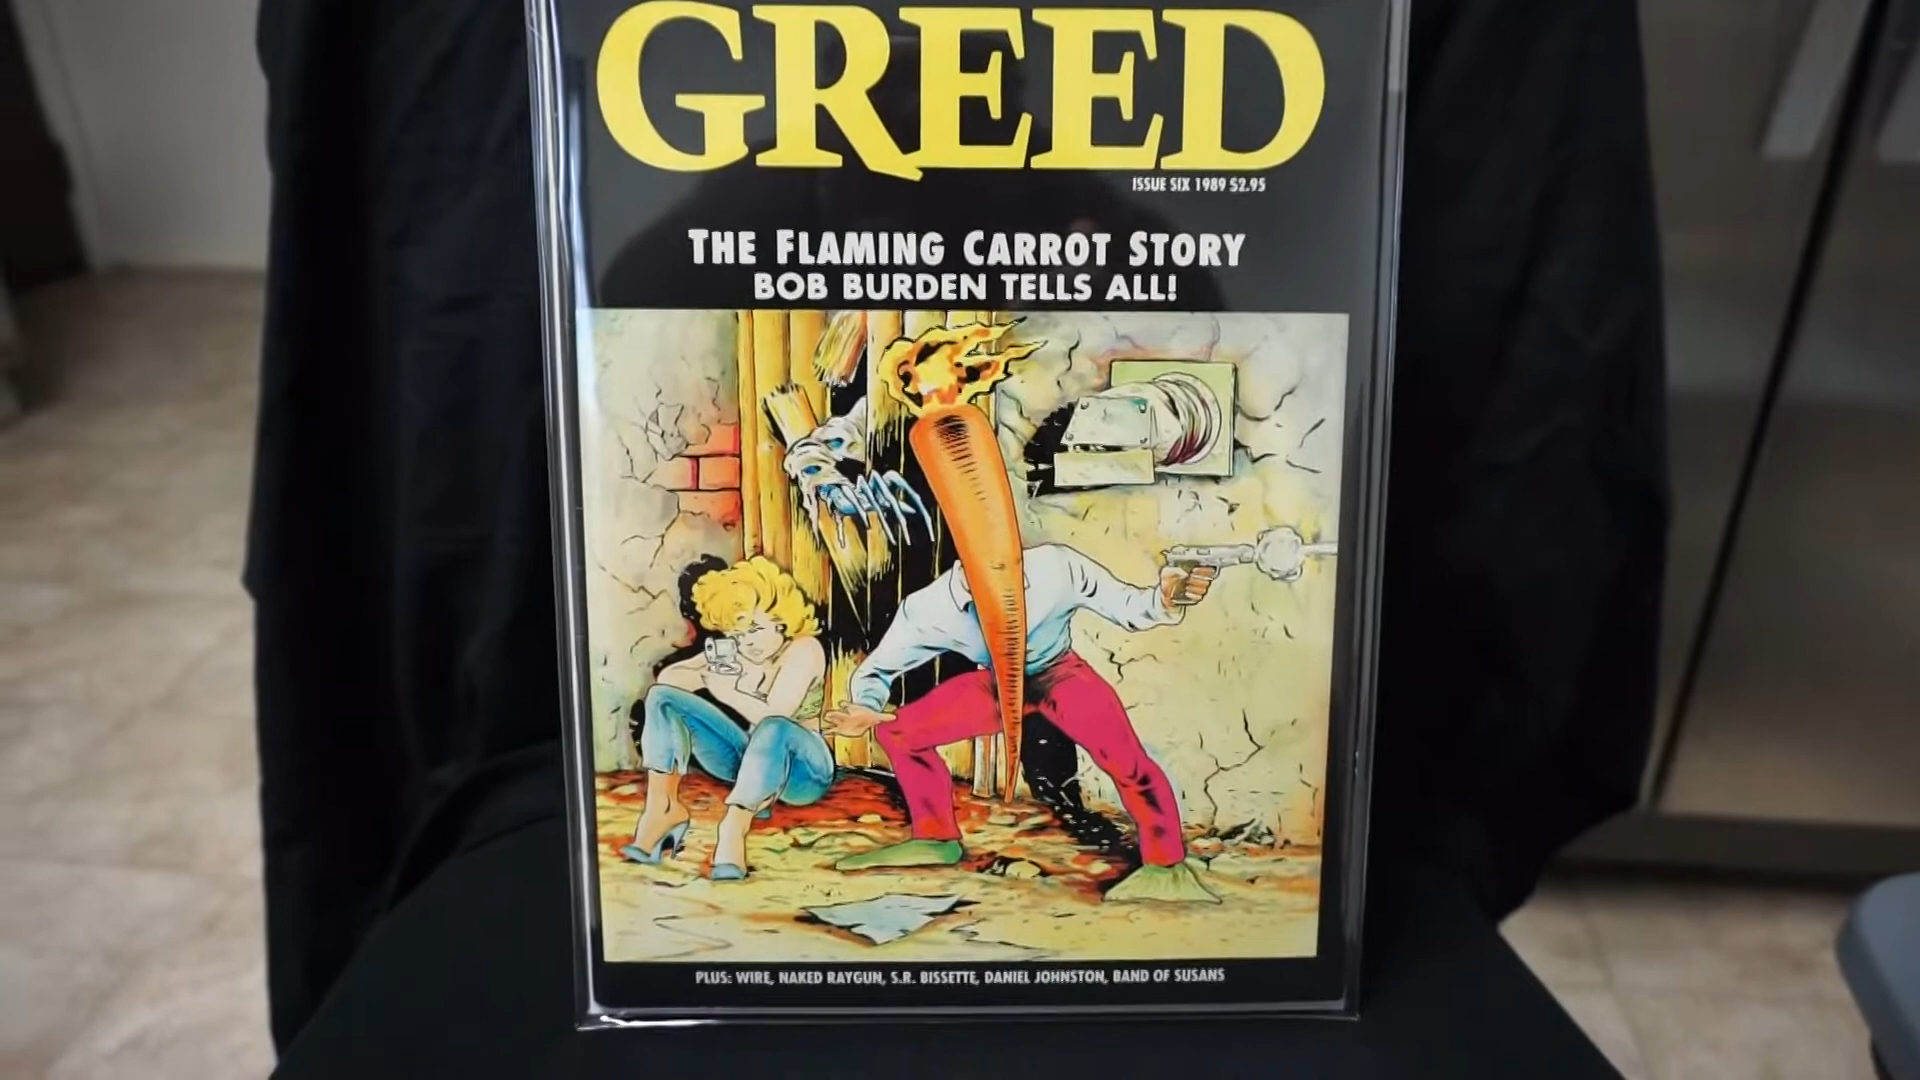 GREED
ISSUE SIX 1989 $2.95
THE FLAMING CARROT STORY
BOB BURDEN TELLS ALL!
PLUS: WIRE, NAKED RAYGUN, S.R. BISSETTE, DANIEL JOHNSTON, BAND OF SUSANS